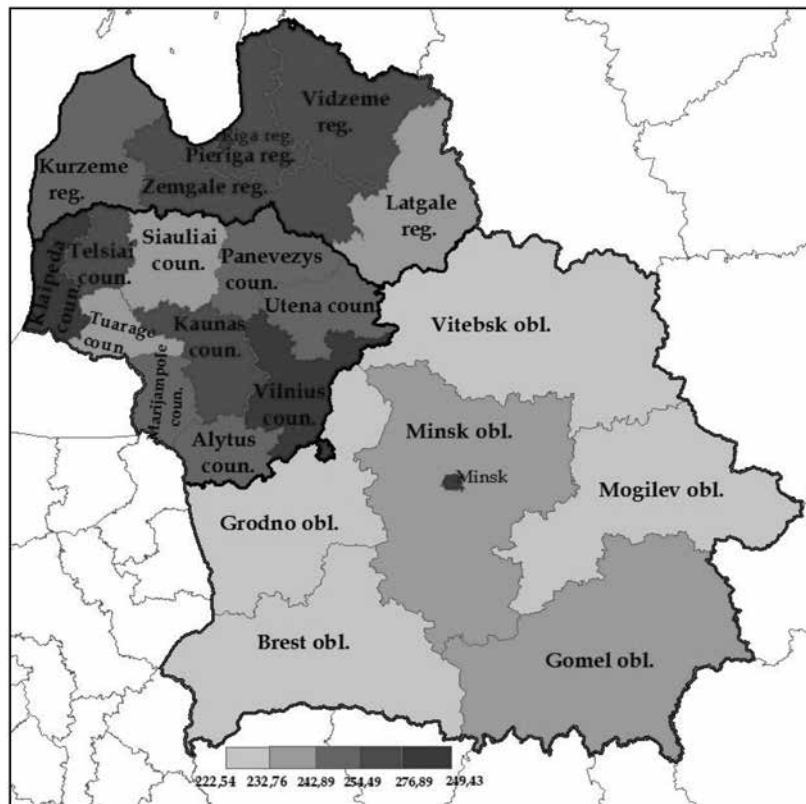 Vidzeme
reg.
Riga reg.
Pieriga reg.
Kurzeme
reg.
Zemgale reg.
Latgale
reg.
Siauliai
coun.
Telsiai
coun.
Panevezys
coun.
Klaipeda
coun.
Utena coun.
Tuarage
coun.
Kaunas
coun.
Vitebsk obl.
Marijampole
coun.
Vilnius
coun.
Alytus
coun.
Minsk obl.
Minsk
Mogilev obl.
Grodno obl.
Brest obl.
Gomel obl.
222,54 232,76 242,89 254,49 276,89 249,43